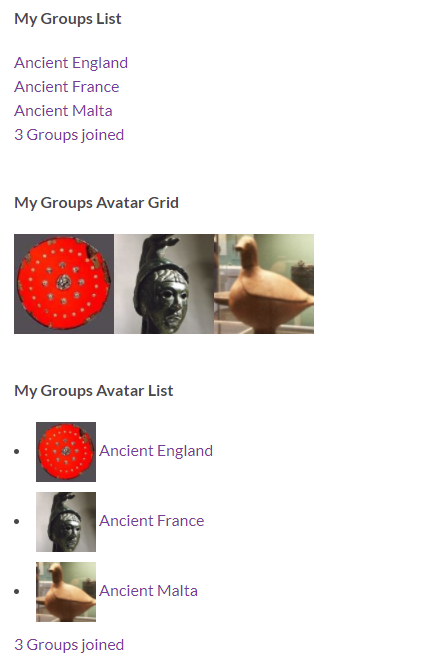 My Groups List
Ancient England
Ancient France
Ancient Malta
3 Groups joined
My Groups Avatar Grid
My Groups Avatar List
Ancient England
Ancient France
Ancient Malta
3 Groups joined